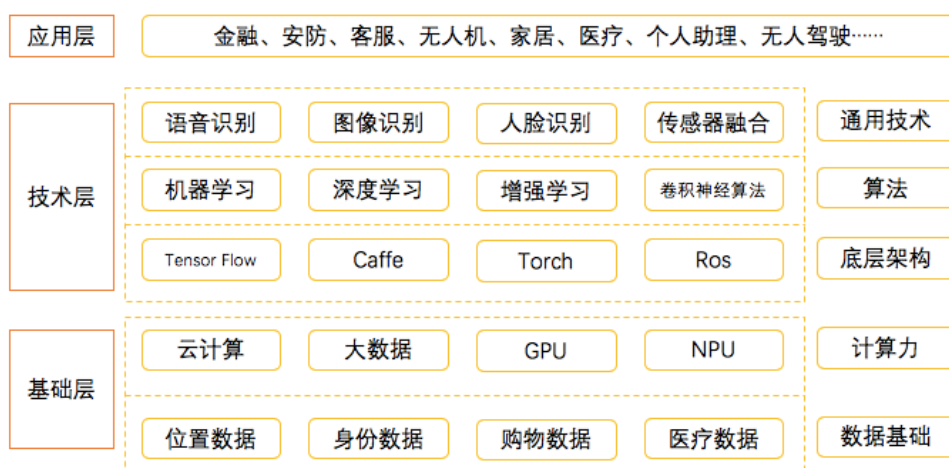 应用层 金融、安防、客服、无人机、家居、医疗、个人助理、无人驾驶……
语音识别 图像识别 人脸识别 传感器融合 通用技术
技术层 机器学习 深度学习 增强学习 卷积神经算法 算法
Tensor Flow Caffe Torch Ros 底层架构
云计算 大数据 GPU NPU 计算力
基础层
位置数据 身份数据 购物数据 医疗数据 数据基础